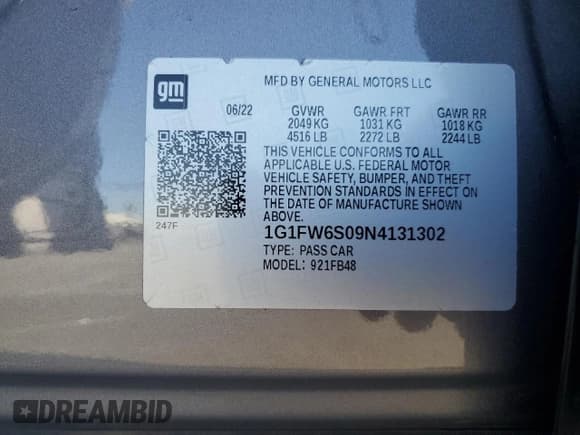 gm
MFD BY GENERAL MOTORS LLC
06/22 GVWR GAWR FRT GAWR RR
2049 KG 1031 KG 1018 KG
4516 LB 2272 LB 2244 LB
THIS VEHICLE CONFORMS TO ALL
APPLICABLE U.S. FEDERAL MOTOR
VEHICLE SAFETY, BUMPER, AND THEFT
PREVENTION STANDARDS IN EFFECT ON
THE DATE OF MANUFACTURE SHOWN
ABOVE.
247F
1G1FW6S09N4131302
TYPE: PASS CAR
MODEL: 921FB48
DREAMBID